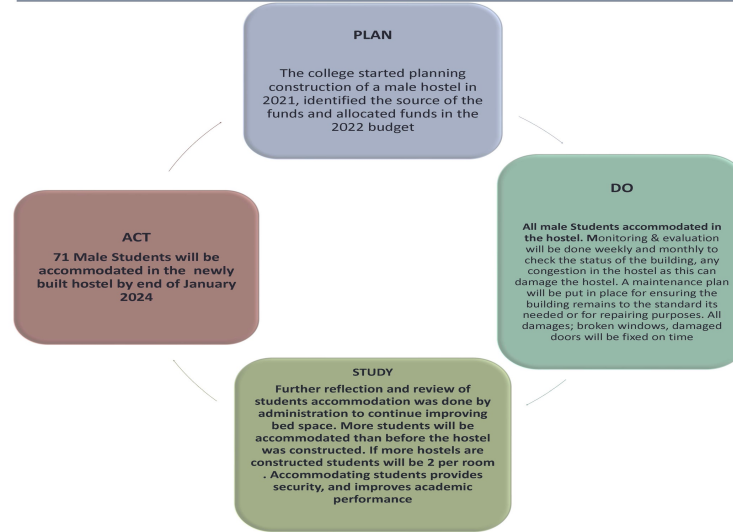 PLAN
The college started planning
construction of a male hostel in
2021, identified the source of the
funds and allocated funds in the
2022 budget
DO
All male Students accommodated in
the hostel. Monitoring & evaluation
will be done weekly and monthly to
check the status of the building, any
congestion in the hostel as this can
damage the hostel. A maintenance plan
will be put in place for ensuring the
building remains to the standard its
needed or for repairing purposes. All
damages; broken windows, damaged
doors will be fixed on time
STUDY
Further reflection and review of
students accommodation was done by
administration to continue improving
bed space. More students will be
accommodated than before the hostel
was constructed. If more hostels are
constructed students will be 2 per room
. Accommodating students provides
security, and improves academic
performance
ACT
71 Male Students will be
accommodated in the newly
built hostel by end of January
2024